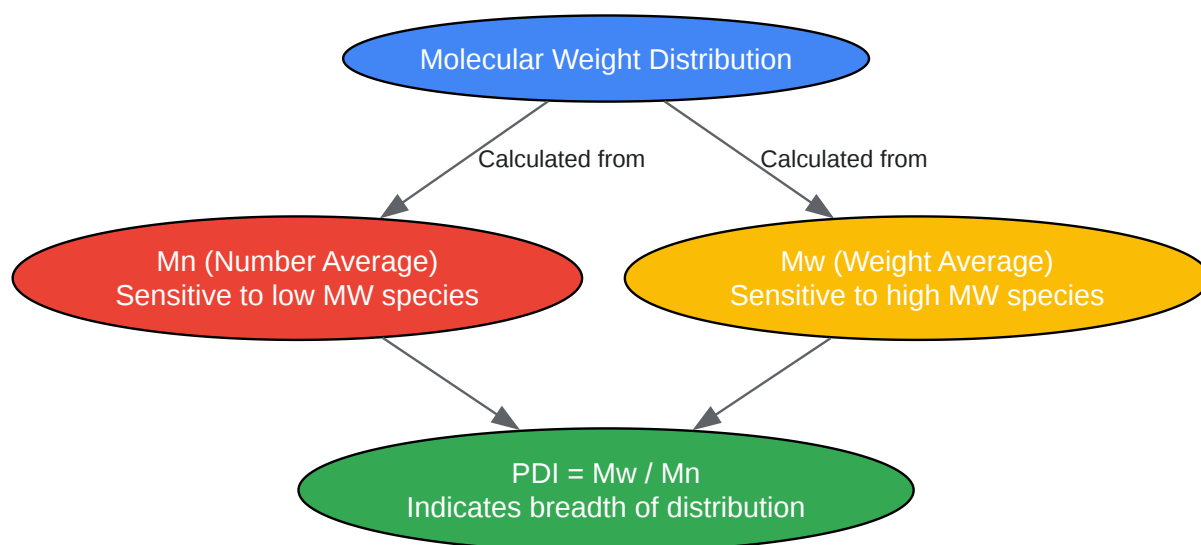 Molecular Weight Distribution
Calculated from
Calculated from
Mn (Number Average)
Sensitive to low MW species
Mw (Weight Average)
Sensitive to high MW species
PDI = Mw / Mn
Indicates breadth of distribution